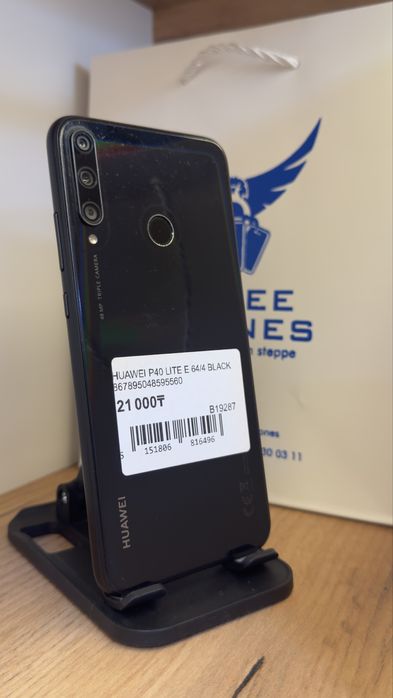 48 MP TRIPLE CAMERA
HUAWEI P40 LITE E 64/4 BLACK
867895048595560
21 000₸
B19287
151806 816496
HUAWEI
EE
NES
n steppe
ones
30 03 11